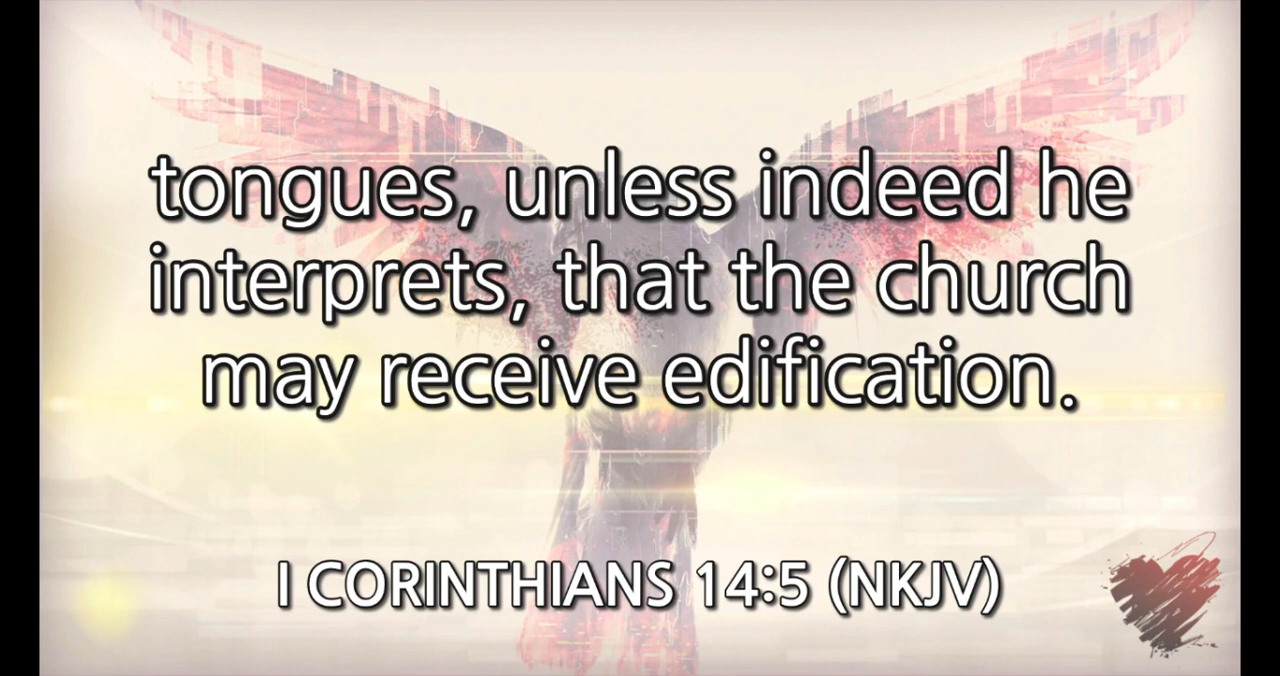 tongues, unless indeed he
interprets, that the church
may receive edification.
I CORINTHIANS 14:5 (NKJV)